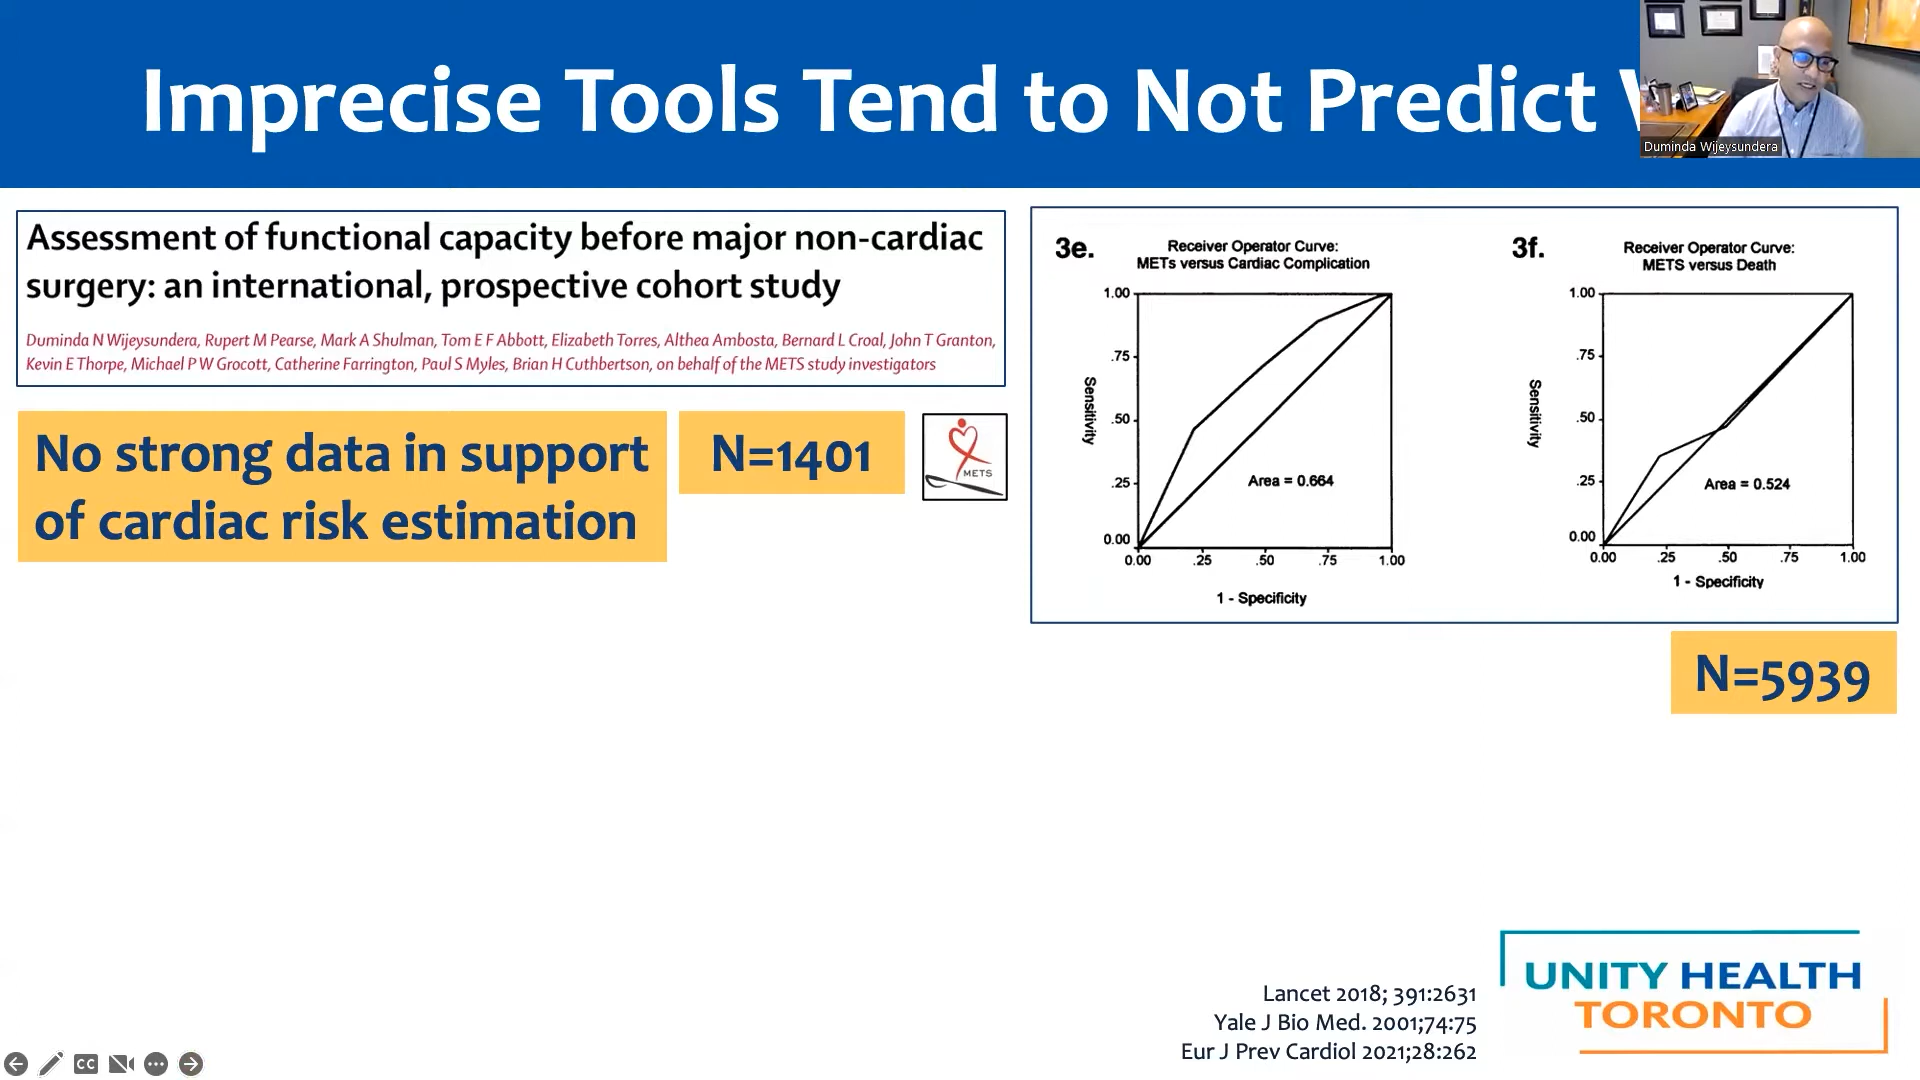 Imprecise Tools Tend to Not Predict
Duminda Wijeysundera
Assessment of functional capacity before major non-cardiac
surgery: an international, prospective cohort study
Duminda N Wijeysundera, Rupert M Pearse, Mark A Shulman, Tom E F Abbott, Elizabeth Torres, Althea Ambosta, Bernard L Croal, John T Granton,
Kevin E Thorpe, Michael P W Grocott, Catherine Farrington, Paul S Myles, Brian H Cuthbertson, on behalf of the METS study investigators
No strong data in support
of cardiac risk estimation
N=1401
METS
3e.
Receiver Operator Curve:
METs versus Cardiac Complication
1.00
.75
.50
.25
0.00
Sensitivity
Area = 0.664
0.00 .25 .50 .75 1.00
1 - Specificity
3f.
Receiver Operator Curve:
METS versus Death
1.00
.75
.50
.25
0.00
Sensitivity
Area = 0.524
0.00 .25 .50 .75 1.00
1 - Specificity
N=5939
Lancet 2018; 391:2631
Yale J Bio Med. 2001;74:75
Eur J Prev Cardiol 2021;28:262
UNITY HEALTH
TORONTO
CC